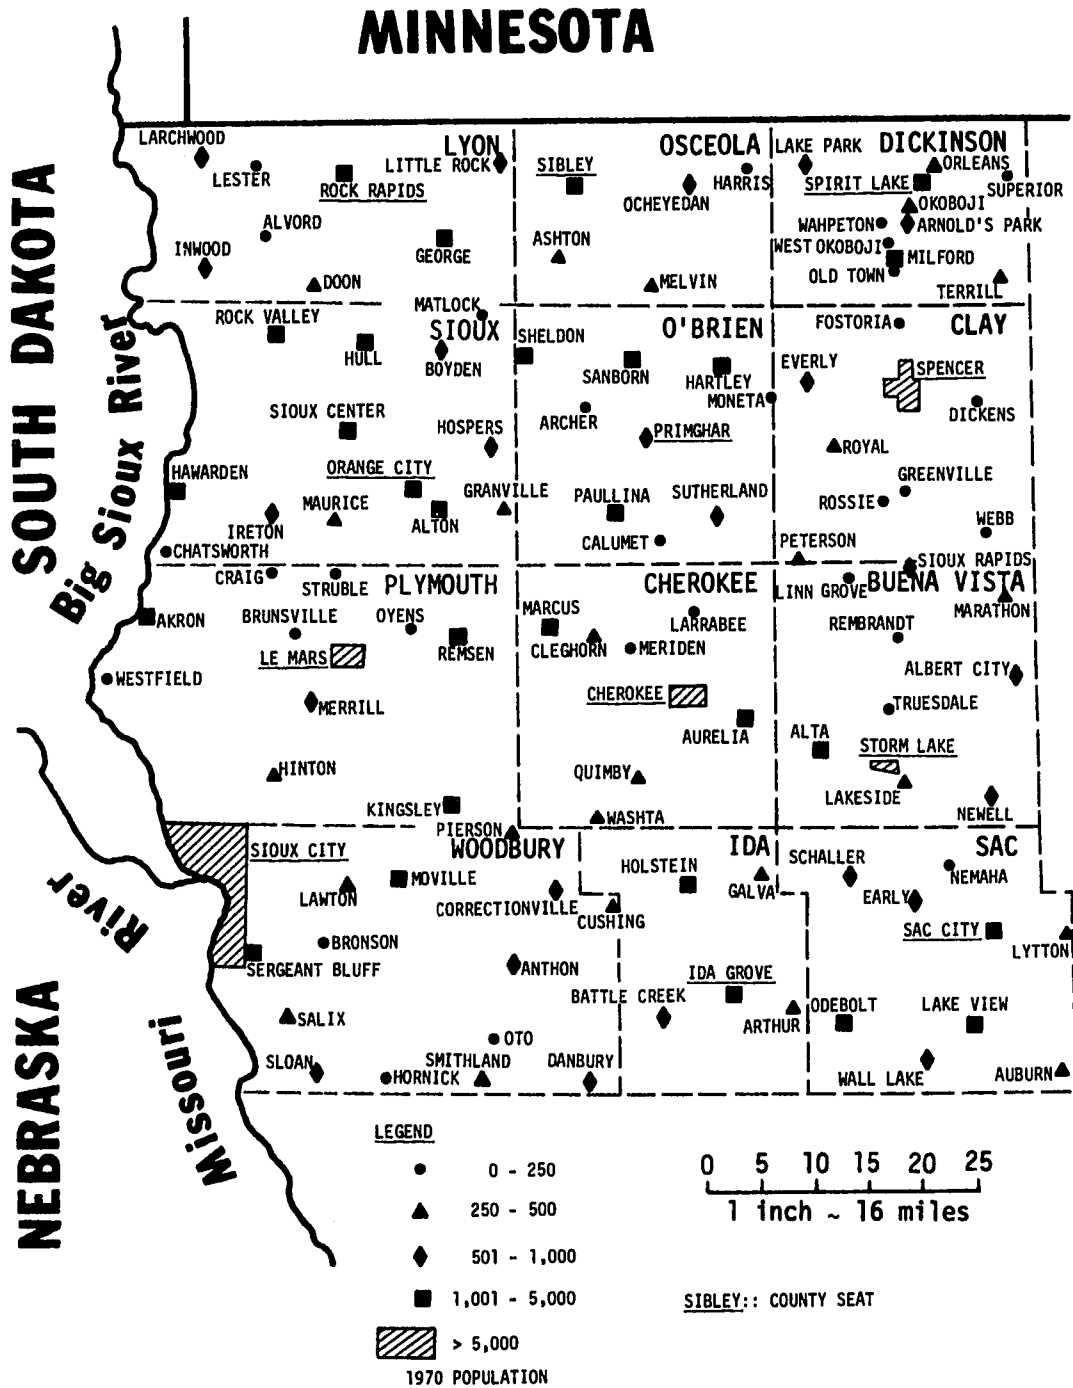 MINNESOTA
SOUTH DAKOTA
NEBRASKA
Big Sioux River
Missouri
River
LYON
LARCHWOOD
LESTER
ROCK RAPIDS
LITTLE ROCK
ALVORD
INWOOD
GEORGE
DOON
OSCEOLA
SIBLEY
HARRIS
OCHEYEDAN
ASHTON
MELVIN
DICKINSON
LAKE PARK
ORLEANS
SPIRIT LAKE
SUPERIOR
OKOBOJI
WAHPETON
ARNOLD'S PARK
WEST OKOBOJI
MILFORD
OLD TOWN
TERRILL
SIOUX
MATLOCK
ROCK VALLEY
HULL
BOYDEN
SIOUX CENTER
HOSPERS
HAWARDEN
ORANGE CITY
MAURICE
GRANVILLE
IRETON
ALTON
CHATSWORTH
O'BRIEN
SHELDON
SANBORN
HARTLEY
MONETA
ARCHER
PRIMGHAR
PAULLINA
SUTHERLAND
CALUMET
CLAY
FOSTORIA
EVERLY
SPENCER
DICKENS
ROYAL
GREENVILLE
ROSSIE
WEBB
PETERSON
PLYMOUTH
CRAIG
STRUBLE
AKRON
BRUNSVILLE
OYENS
LE MARS
REMSEN
WESTFIELD
MERRILL
HINTON
KINGSLEY
CHEROKEE
MARCUS
LARRABEE
CLEGHORN
MERIDEN
CHEROKEE
AURELIA
QUIMBY
WASHTA
BUENA VISTA
SIOUX RAPIDS
LINN GROVE
MARATHON
REMBRANDT
ALBERT CITY
TRUESDALE
ALTA
STORM LAKE
LAKESIDE
NEWELL
WOODBURY
PIERSON
SIOUX CITY
LAWTON
MOVILLE
CORRECTIONVILLE
CUSHING
BRONSON
SERGEANT BLUFF
ANTHON
SALIX
OTO
SLOAN
HORNICK
SMITHLAND
DANBURY
IDA
HOLSTEIN
GALVA
IDA GROVE
BATTLE CREEK
ARTHUR
SAC
SCHALLER
NEMAHA
EARLY
SAC CITY
LYTTON
ODEBOLT
LAKE VIEW
WALL LAKE
AUBURN
LEGEND
0 - 250
250 - 500
501 - 1,000
1,001 - 5,000
> 5,000
1970 POPULATION
0 5 10 15 20 25
1 inch ~ 16 miles
SIBLEY:: COUNTY SEAT